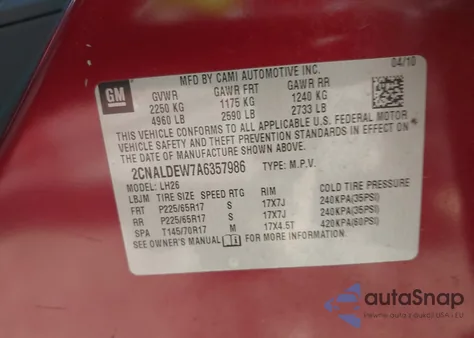 GM
MFD BY CAMI AUTOMOTIVE INC.
04/10
GVWR GAWR FRT GAWR RR
2250 KG 1175 KG 1240 KG
4960 LB 2590 LB 2733 LB
THIS VEHICLE CONFORMS TO ALL APPLICABLE U.S. FEDERAL MOTOR
VEHICLE SAFETY AND THEFT PREVENTION STANDARDS IN EFFECT ON
THE DATE OF MANUFACTURE SHOWN ABOVE.
2CNALDEW7A6357986 TYPE: M.P.V.
MODEL: LH26
LBJM TIRE SIZE SPEED RTG RIM COLD TIRE PRESSURE
FRT P225/65R17 S 17X7J 240KPA(35PSI)
RR P225/65R17 S 17X7J 240KPA(35PSI)
SPA T145/70R17 M 17X4.5T 420KPA(60PSI)
SEE OWNER'S MANUAL FOR MORE INFORMATION.
autoSnap